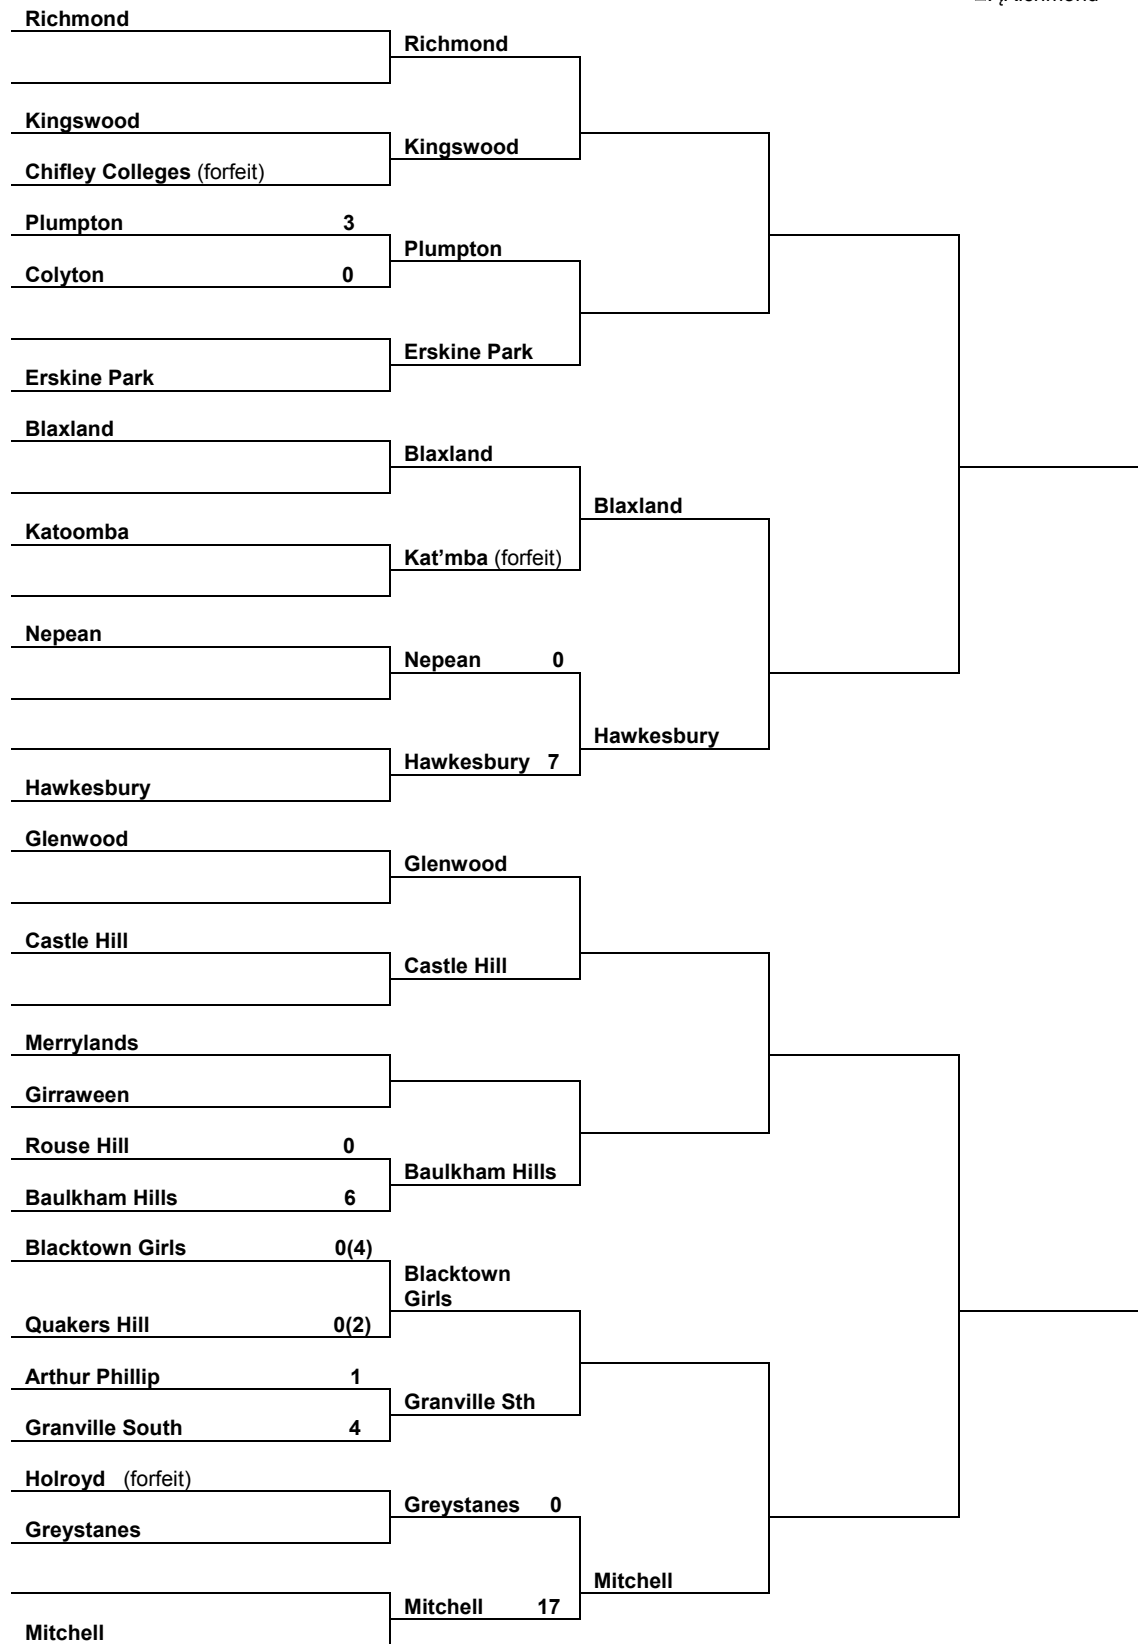 Richmond
Richmond
Richmond
Kingswood
Kingswood
Chifley Colleges (forfeit)
Plumpton 3
Plumpton
Colyton 0
Erskine Park
Erskine Park
Blaxland
Blaxland
Blaxland
Katoomba
Kat'mba (forfeit)
Nepean
Nepean 0
Hawkesbury
Hawkesbury 7
Hawkesbury
Glenwood
Glenwood
Castle Hill
Castle Hill
Merrylands
Girraween
Rouse Hill 0
Baulkham Hills
Baulkham Hills 6
Blacktown Girls 0(4)
Blacktown
Girls
Quakers Hill 0(2)
Arthur Phillip 1
Granville Sth
Granville South 4
Holroyd (forfeit)
Greystanes 0
Greystanes
Mitchell
Mitchell 17
Mitchell